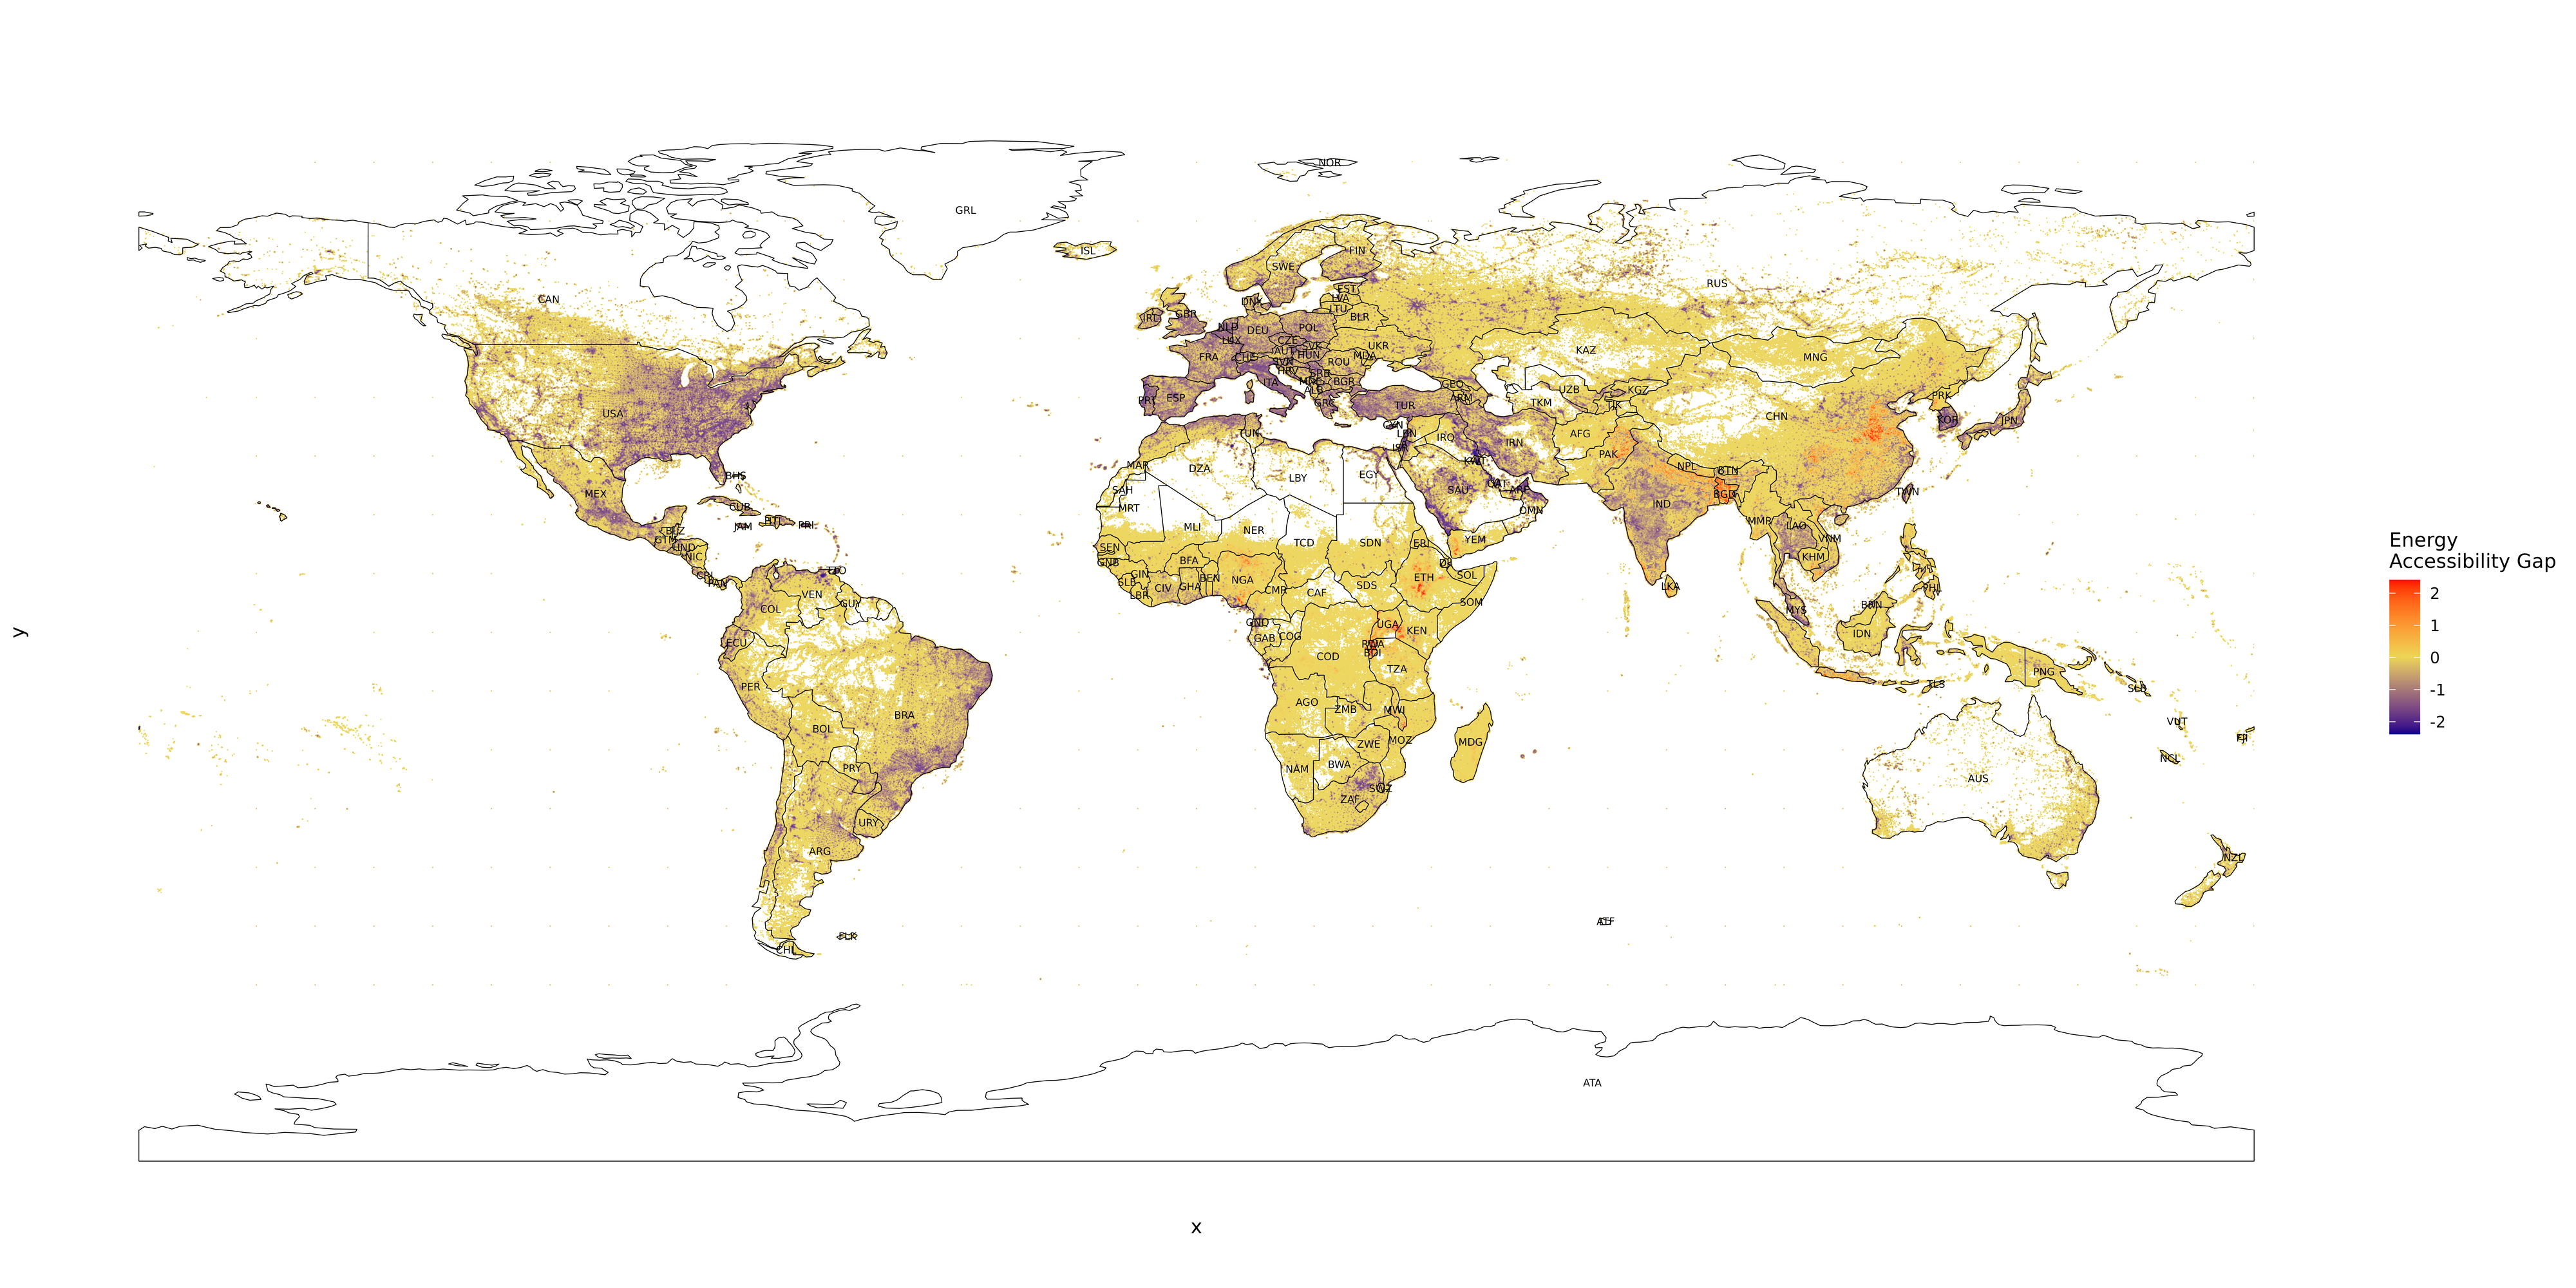 NOR
GRL
ISL
FIN
SWE
RUS
CAN
EST
LVA
DNK
LTU
IRL
GBR
BLR
NLD
DEU
POL
LUX
CZE
UKR
SVK
KAZ
AUT
HUN
MDA
FRA
CHE
MNG
SVN
ROU
HRV
SRB
ITA
MNE
BGR
GEO
ALB
UZB
KGZ
PRT
ESP
ARM
PRK
GRC
TUR
TKM
TJK
USA
CHN
KOR
JPN
CYN
TUN
LBN
AFG
IRQ
IRN
ISR
PAK
KWT
MAR
DZA
NPL
BTN
LBY
EGY
BHS
QAT
SAH
SAU
ARE
TWN
MEX
BGD
IND
CUB
MRT
OMN
JAM
PRI
MMR
LAO
BLZ
MLI
NER
GTM
YEM
VNM
HND
SEN
TCD
SDN
ERI
NIC
KHM
GNB
BFA
DJI
TTO
GIN
BEN
NGA
ETH
SOL
CRI
SLE
SDS
PAN
CIV
GHA
LKA
PHL
VEN
LBR
CMR
CAF
GUY
SOM
BRN
COL
MYS
GNQ
UGA
KEN
IDN
ECU
GAB
COG
RWA
BDI
COD
TZA
PNG
PER
TLS
SLB
AGO
ZMB
MWI
BRA
VUT
BOL
MOZ
ZWE
MDG
FJI
NCL
PRY
NAM
BWA
AUS
SWZ
ZAF
URY
ARG
NZL
ATF
FLK
CHL
ATA
x
y
Energy
Accessibility Gap
2
1
0
-1
-2